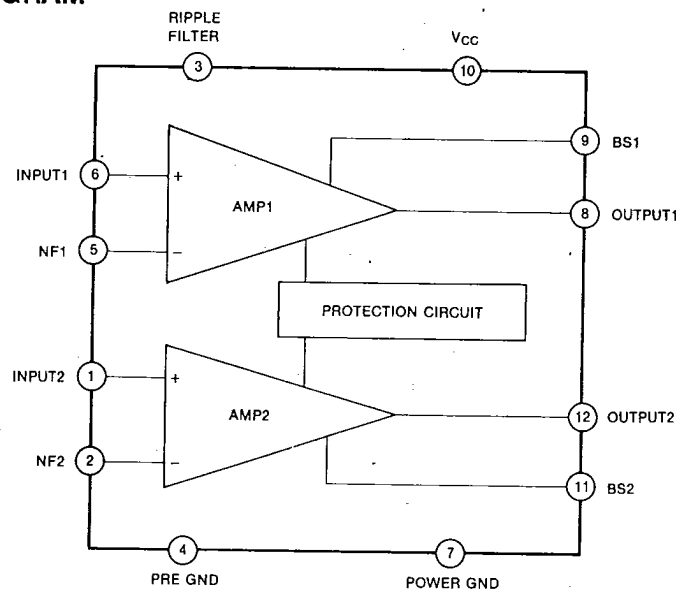 RIPPLE
FILTER
VCC
3
10
9 BS1
INPUT1 6 +
AMP1
8 OUTPUT1
NF1 5 −
PROTECTION CIRCUIT
INPUT2 1 +
AMP2
12 OUTPUT2
NF2 2 −
11 BS2
4
7
PRE GND
POWER GND